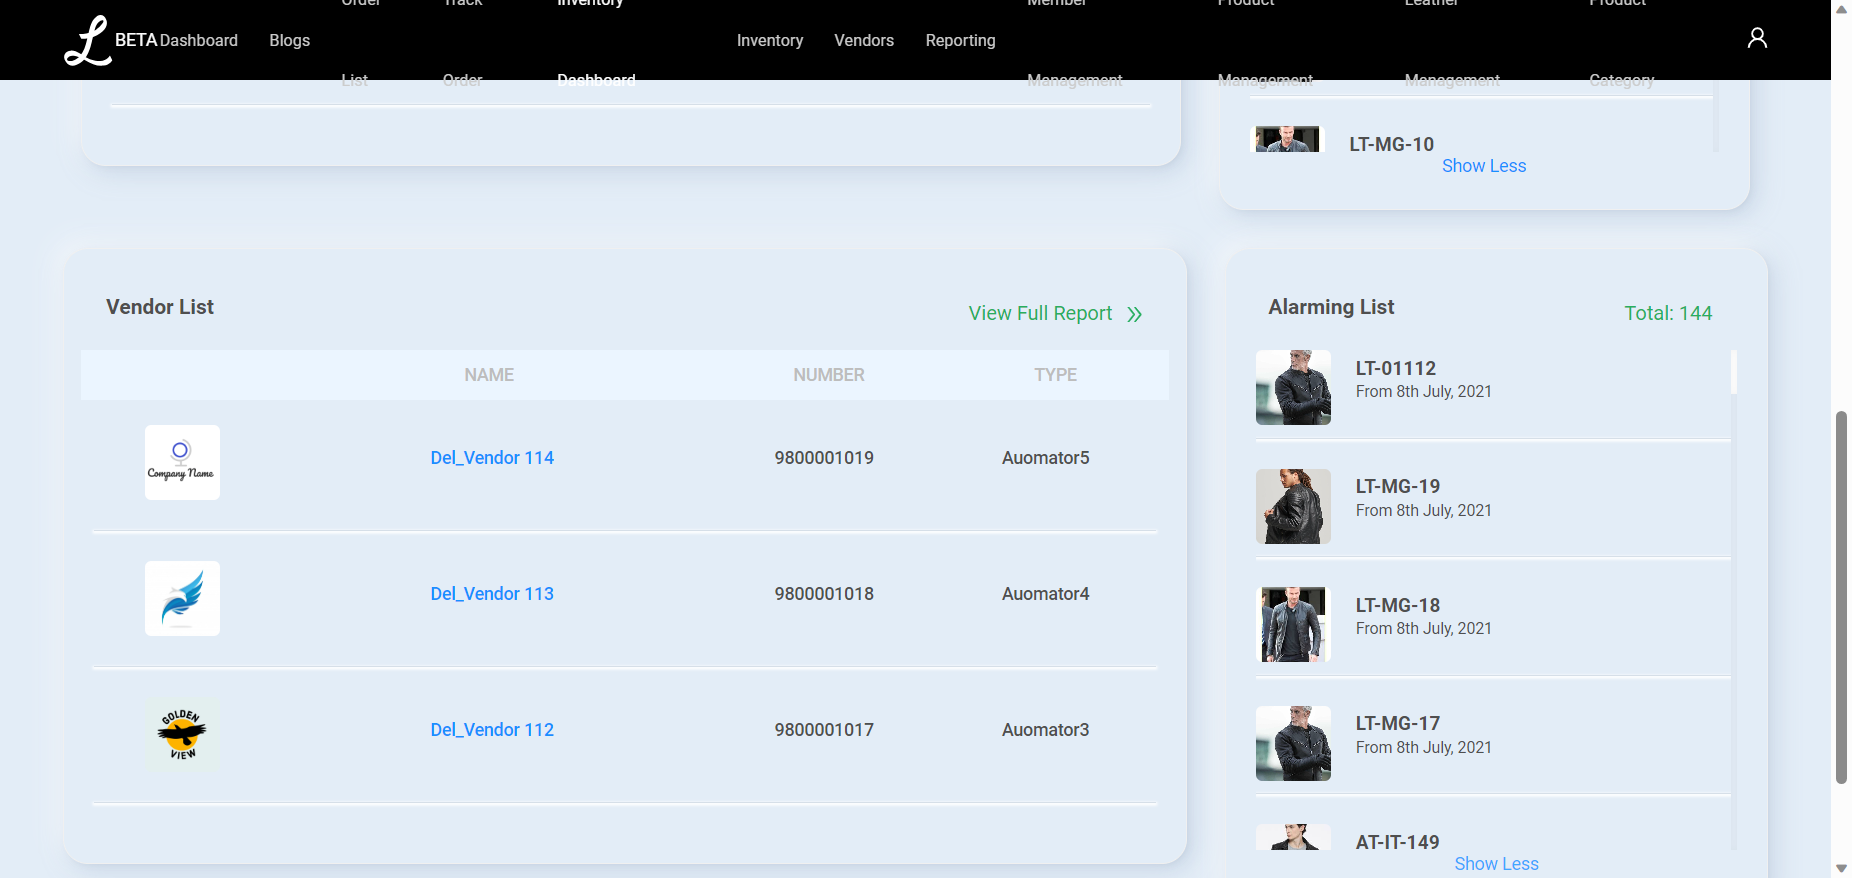 Order Track Inventory Member Product Leather Product
L BETA Dashboard Blogs Inventory Vendors Reporting
List Order Dashboard Management Management Management Category
LT-MG-10
Show Less
Vendor List
View Full Report
NAME NUMBER TYPE
Company Name
Del_Vendor 114 9800001019 Auomator5
Del_Vendor 113 9800001018 Auomator4
GOLDEN
VIEW
Del_Vendor 112 9800001017 Auomator3
Alarming List
Total: 144
LT-01112
From 8th July, 2021
LT-MG-19
From 8th July, 2021
LT-MG-18
From 8th July, 2021
LT-MG-17
From 8th July, 2021
AT-IT-149
Show Less